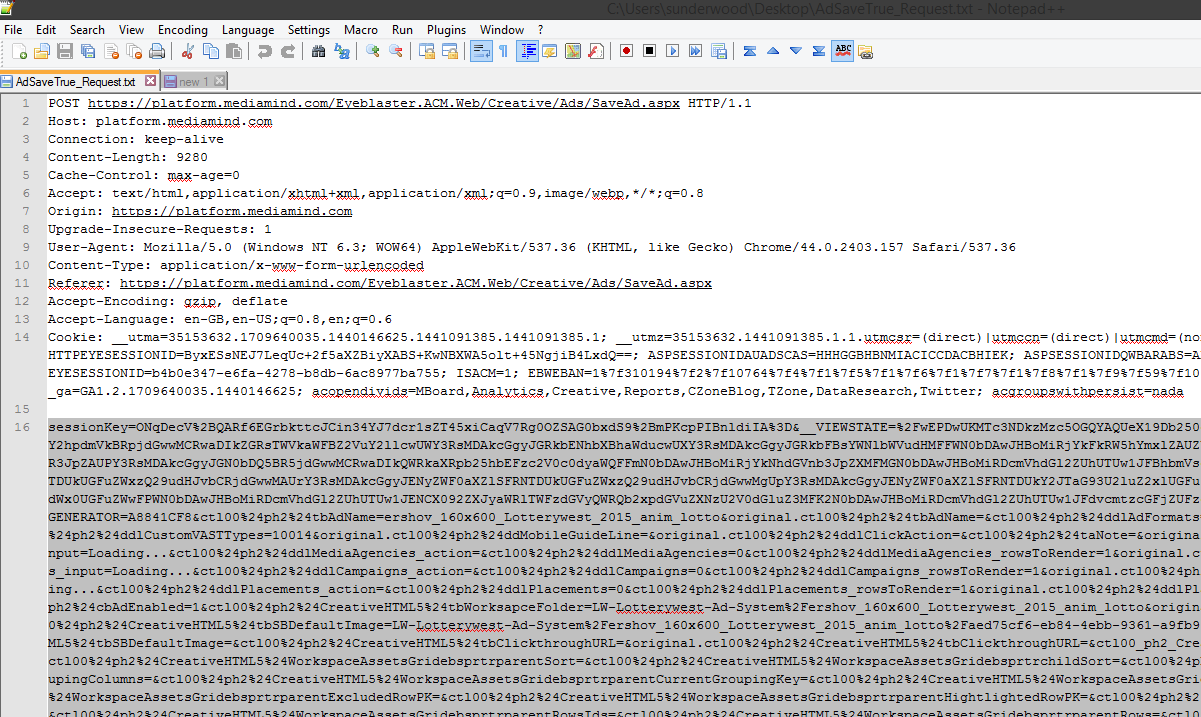 C:\Users\sunderwood\Desktop\AdSaveTrue_Request.txt - Notepad++
File Edit Search View Encoding Language Settings Macro Run Plugins Window ?
ABC
AdSaveTrue_Request.txt new 1
1 POST https://platform.mediamind.com/Eyeblaster.ACM.Web/Creative/Ads/SaveAd.aspx HTTP/1.1
2 Host: platform.mediamind.com
3 Connection: keep-alive
4 Content-Length: 9280
5 Cache-Control: max-age=0
6 Accept: text/html,application/xhtml+xml,application/xml;q=0.9,image/webp,*/*;q=0.8
7 Origin: https://platform.mediamind.com
8 Upgrade-Insecure-Requests: 1
9 User-Agent: Mozilla/5.0 (Windows NT 6.3; WOW64) AppleWebKit/537.36 (KHTML, like Gecko) Chrome/44.0.2403.157 Safari/537.36
10 Content-Type: application/x-www-form-urlencoded
11 Referer: https://platform.mediamind.com/Eyeblaster.ACM.Web/Creative/Ads/SaveAd.aspx
12 Accept-Encoding: gzip, deflate
13 Accept-Language: en-GB,en-US;q=0.8,en;q=0.6
14 Cookie: __utma=35153632.1709640035.1440146625.1441091385.1441091385.1; __utmz=35153632.1441091385.1.1.utmcsr=(direct)|utmccn=(direct)|utmcmd=(no
HTTPEYESESSIONID=ByxESsNEJ7LeqUc+2f5aXZBiyXABS+KwNBXWA5olt+45NgjiB4LxdQ==; ASPSESSIONIDAUADSCAS=HHHGGBHBNMIACICCDACBHIEK; ASPSESSIONIDQWBARABS=A
EYESESSIONID=b4b0e347-e6fa-4278-b8db-6ac8977ba755; ISACM=1; EBWEBAN=1%7f310194%7f2%7f10764%7f4%7f1%7f5%7f1%7f6%7f1%7f7%7f1%7f8%7f1%7f9%7f59%7f10
_ga=GA1.2.1709640035.1440146625; acopendivids=MBoard,Analytics,Creative,Reports,CZoneBlog,TZone,DataResearch,Twitter; acgroupswithpersist=nada
15
16 sessionKey=ONqDecV%2BQARf6EGrbkttcJCin34YJ7dcr1sZT45xiCaqV7Rg0OZSAG0bxdS9%2BmPKcpPIBnldiIA%3D&__VIEWSTATE=%2FwEPDwUKMTc3NDkzMzc5OGQYAQUeX19Db250
GENERATOR=A8841CF8&ctl00%24ph2%24tbAdName=ershov_160x600_Lotterywest_2015_anim_lotto&original.ctl00%24ph2%24tbAdName=&ctl00%24ph2%24ddlAdFormats
%24ph2%24ddlCustomVASTTypes=10014&original.ctl00%24ph2%24ddMobileGuideLine=&original.ctl00%24ph2%24ddlClickAction=&ctl00%24ph2%24taNote=&origina
nput=Loading...&ctl00%24ph2%24ddlMediaAgencies_action=&ctl00%24ph2%24ddlMediaAgencies=0&ctl00%24ph2%24ddlMediaAgencies_rowsToRender=1&original.c
s_input=Loading...&ctl00%24ph2%24ddlCampaigns_action=&ctl00%24ph2%24ddlCampaigns=0&ctl00%24ph2%24ddlCampaigns_rowsToRender=1&original.ctl00%24ph
ing...&ctl00%24ph2%24ddlPlacements_action=&ctl00%24ph2%24ddlPlacements=0&ctl00%24ph2%24ddlPlacements_rowsToRender=1&original.ctl00%24ph2%24ddlPl
ph2%24cbAdEnabled=1&ctl00%24ph2%24CreativeHTML5%24tbWorksapceFolder=LW-Lotterywest-Ad-System%2Fershov_160x600_Lotterywest_2015_anim_lotto&origin
0%24ph2%24CreativeHTML5%24tbSBDefaultImage=LW-Lotterywest-Ad-System%2Fershov_160x600_Lotterywest_2015_anim_lotto%2Faed75cf6-eb84-4ebb-9361-a9fb9
ML5%24tbSBDefaultImage=&ctl00%24ph2%24CreativeHTML5%24tbClickthroughURL=&original.ctl00%24ph2%24CreativeHTML5%24tbClickthroughURL=&ctl00_ph2_Cre
ctl00%24ph2%24CreativeHTML5%24WorkspaceAssetsGridebsprtrparentSort=&ctl00%24ph2%24CreativeHTML5%24WorkspaceAssetsGridebsprtrchildSort=&ctl00%24p
upingColumns=&ctl00%24ph2%24CreativeHTML5%24WorkspaceAssetsGridebsprtrparentCurrentGroupingKey=&ctl00%24ph2%24CreativeHTML5%24WorkspaceAssetsGri
%24WorkspaceAssetsGridebsprtrparentExcludedRowPK=&ctl00%24ph2%24CreativeHTML5%24WorkspaceAssetsGridebsprtrparentHighlightedRowPK=&ctl00%24ph2%2
&ctl00%24ph2%24CreativeHTML5%24WorkspaceAssetsGridebsprtrparentRowsIds=&ctl00%24ph2%24CreativeHTML5%24WorkspaceAssetsGridebsprtrparentRows=&ctl0